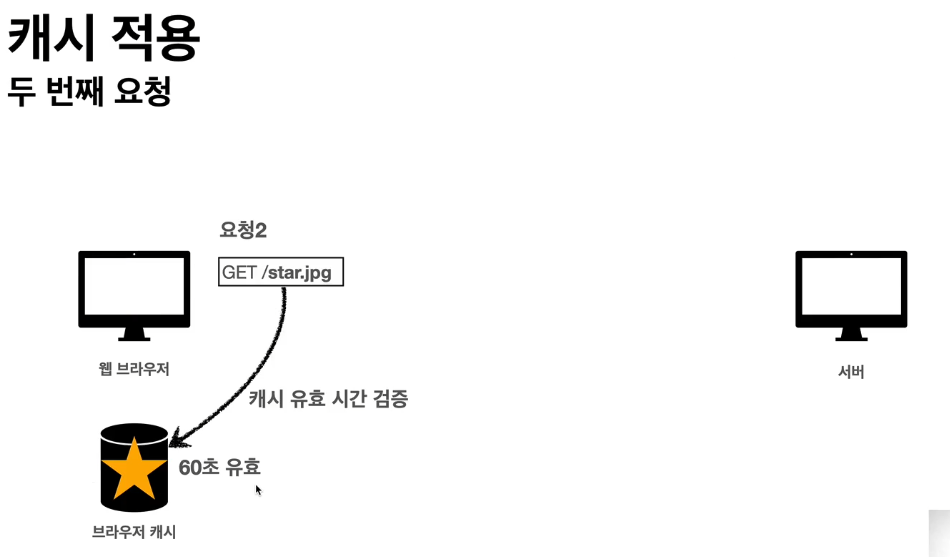 캐시 적용
두 번째 요청
요청2
GET /star.jpg
웹 브라우저
서버
캐시 유효 시간 검증
60초 유효
브라우저 캐시